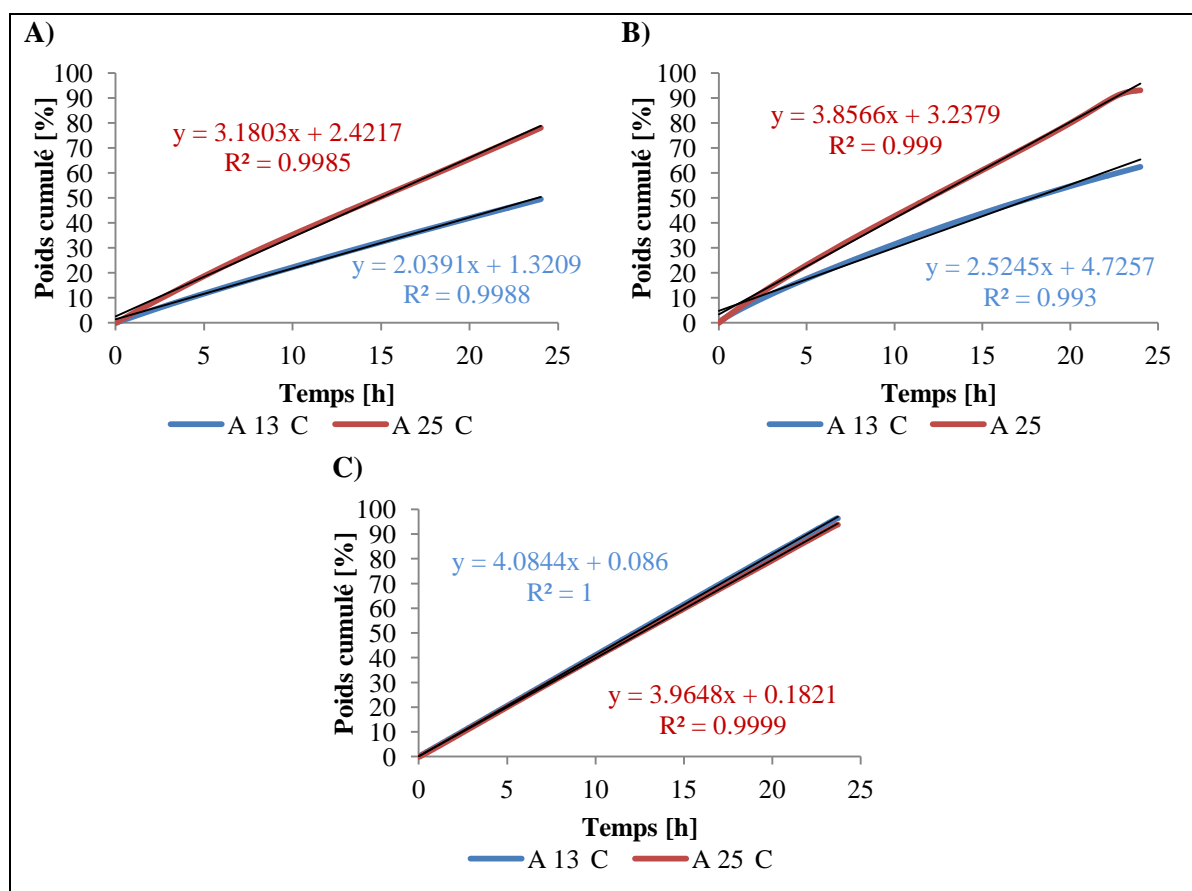 A)
Poids cumulé [%]
100
90
80
70
60
50
40
30
20
10
0
y = 3.1803x + 2.4217
R² = 0.9985
y = 2.0391x + 1.3209
R² = 0.9988
0 5 10 15 20 25
Temps [h]
A 13 C A 25 C
B)
Poids cumulé [%]
100
90
80
70
60
50
40
30
20
10
0
y = 3.8566x + 3.2379
R² = 0.999
y = 2.5245x + 4.7257
R² = 0.993
0 5 10 15 20 25
Temps [h]
A 13 C A 25
C)
Poids cumulé [%]
100
90
80
70
60
50
40
30
20
10
0
y = 4.0844x + 0.086
R² = 1
y = 3.9648x + 0.1821
R² = 0.9999
0 5 10 15 20 25
Temps [h]
A 13 C A 25 C